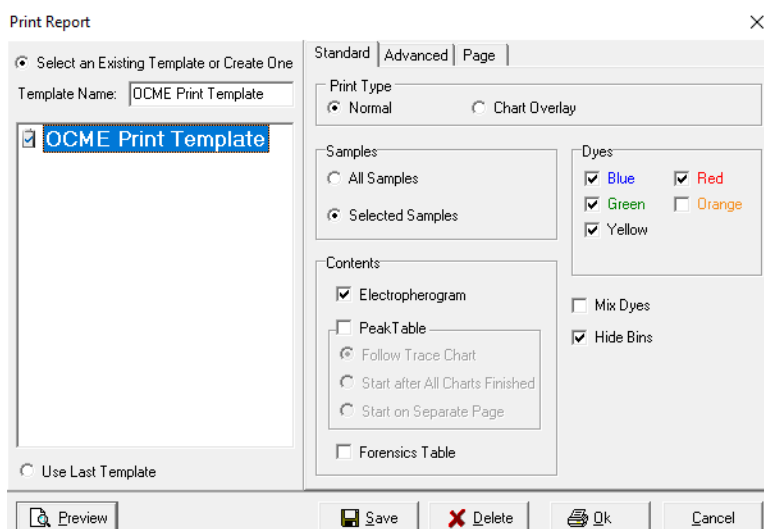 Print Report
Select an Existing Template or Create One
Template Name: OCME Print Template
OCME Print Template
Use Last Template
Preview
Standard Advanced Page
Print Type
Normal Chart Overlay
Samples
All Samples
Selected Samples
Dyes
Blue Red
Green Orange
Yellow
Contents
Electropherogram
PeakTable
Follow Trace Chart
Start after All Charts Finished
Start on Separate Page
Forensics Table
Mix Dyes
Hide Bins
Save Delete Ok Cancel